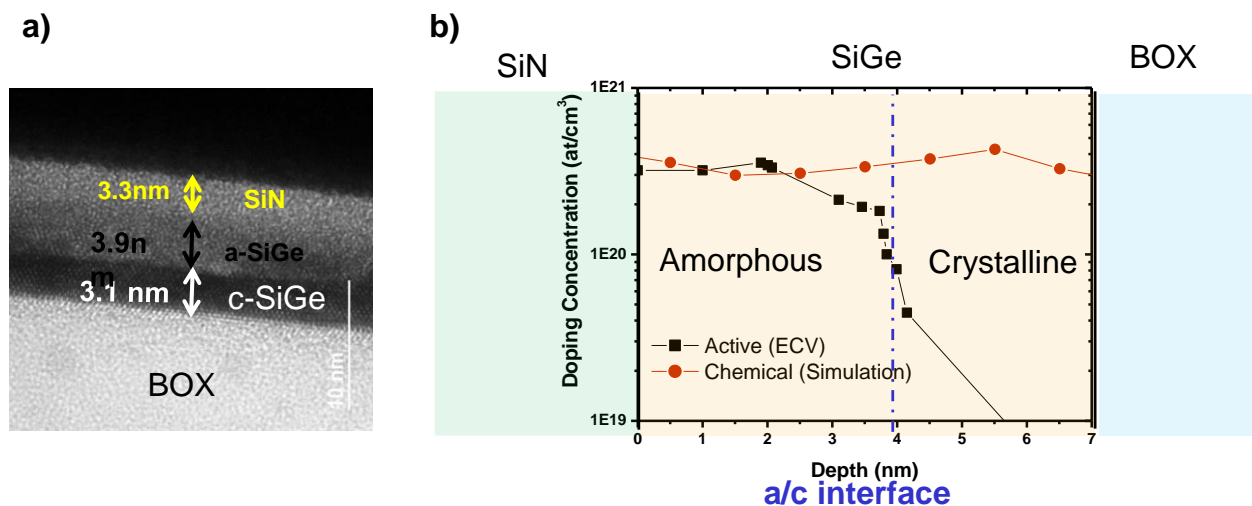 a)
3.3nm
SiN
3.9n
m
a-SiGe
3.1 nm
c-SiGe
BOX
10 nm
b)
SiN
SiGe
BOX
Doping Concentration (at/cm³)
1E21
1E20
1E19
Amorphous
Crystalline
Active (ECV)
Chemical (Simulation)
0 1 2 3 4 5 6 7
Depth (nm)
a/c interface